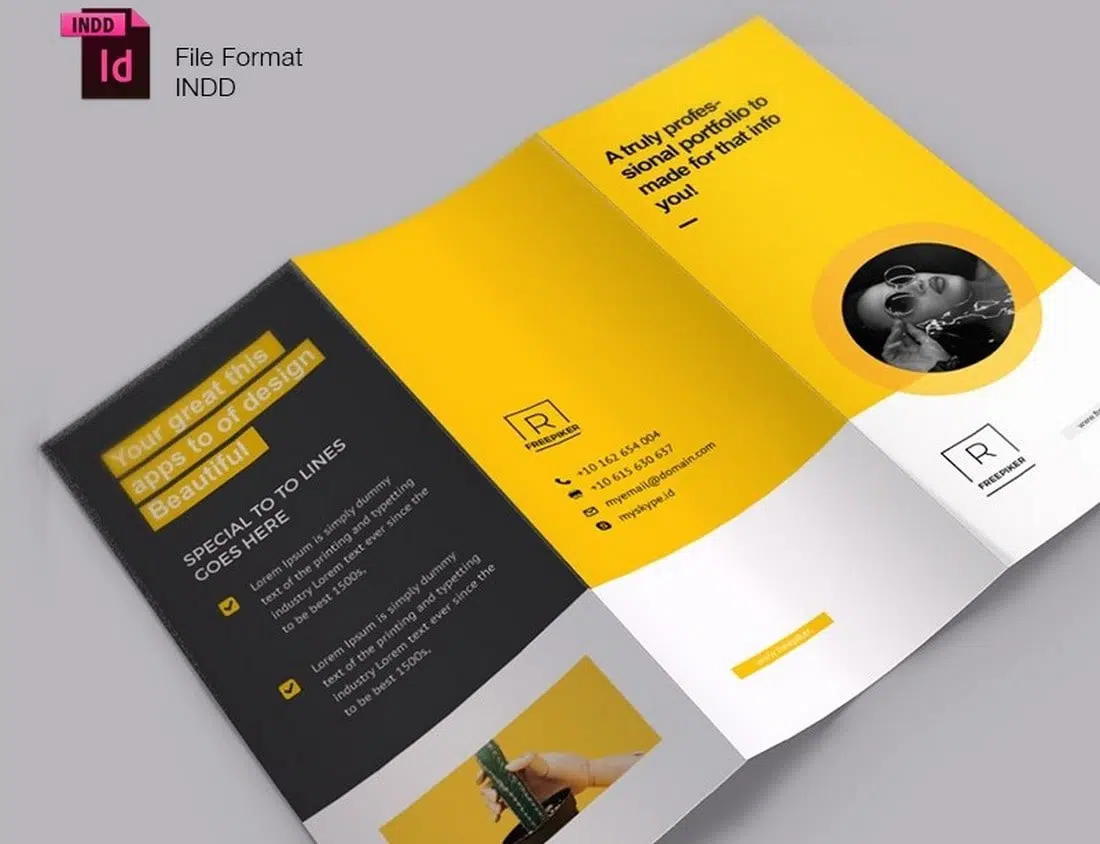 INDD
Id
File Format
INDD
Your great this
apps to of design
Beautiful
SPECIAL TO TO LINES
GOES HERE
Lorem Ipsum is simply dummy
text of the printing and typetting
industry Lorem text ever since the
to be best 1500s.
Lorem Ipsum is simply dummy
text of the printing and typetting
industry Lorem text ever since the
to be best 1500s.
R
FREEPIKER
+10 162 654 004
+10 615 630 637
myemail@domain.com
myskype.id
A truly profes-
sional portfolio to
made for that info
you!
R
FREEPIKER